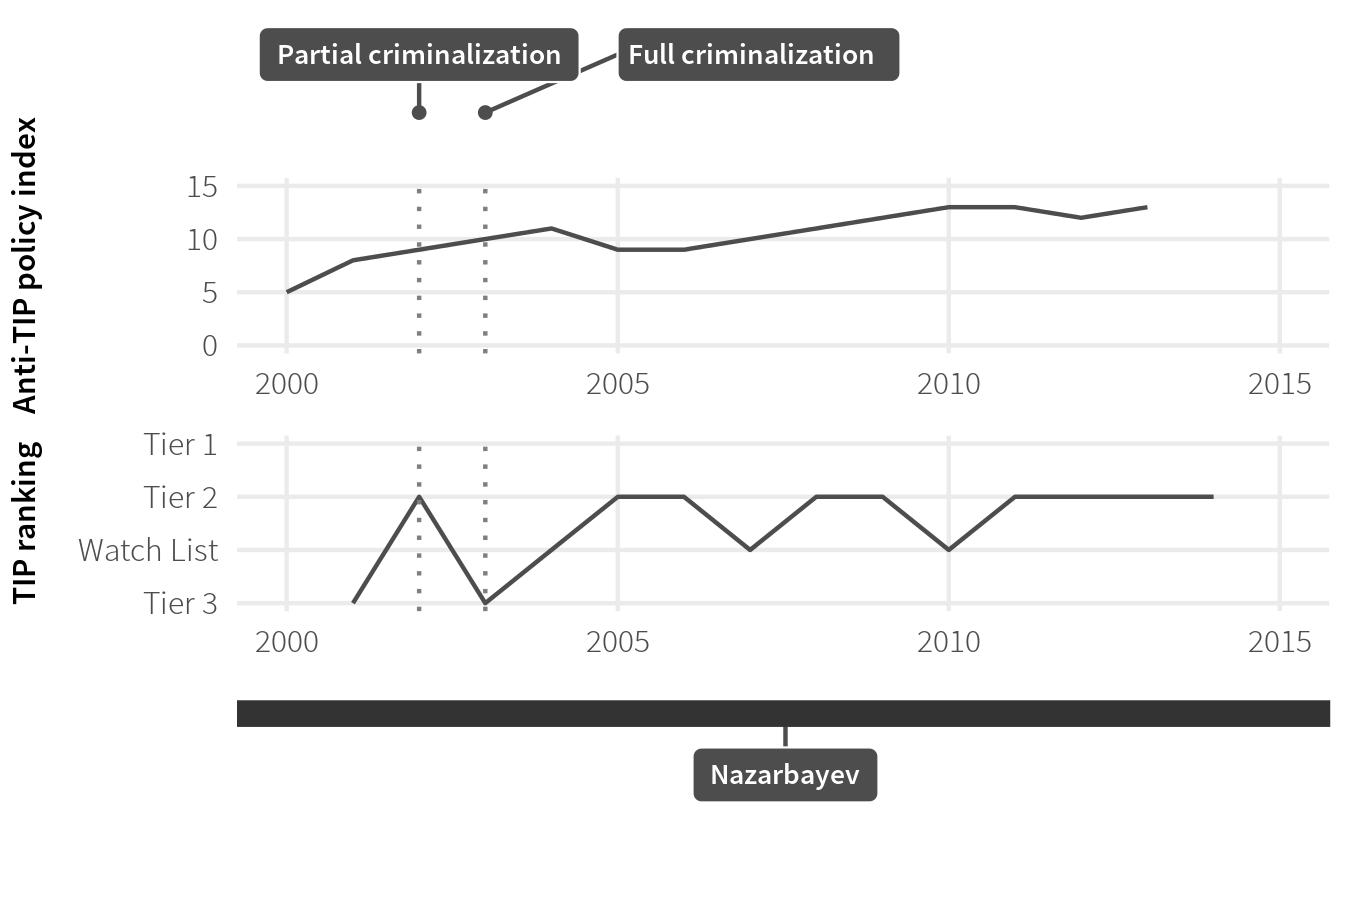 Partial criminalization
Full criminalization
Anti-TIP policy index
15
10
5
0
2000 2005 2010 2015
TIP ranking
Tier 1
Tier 2
Watch List
Tier 3
2000 2005 2010 2015
Nazarbayev